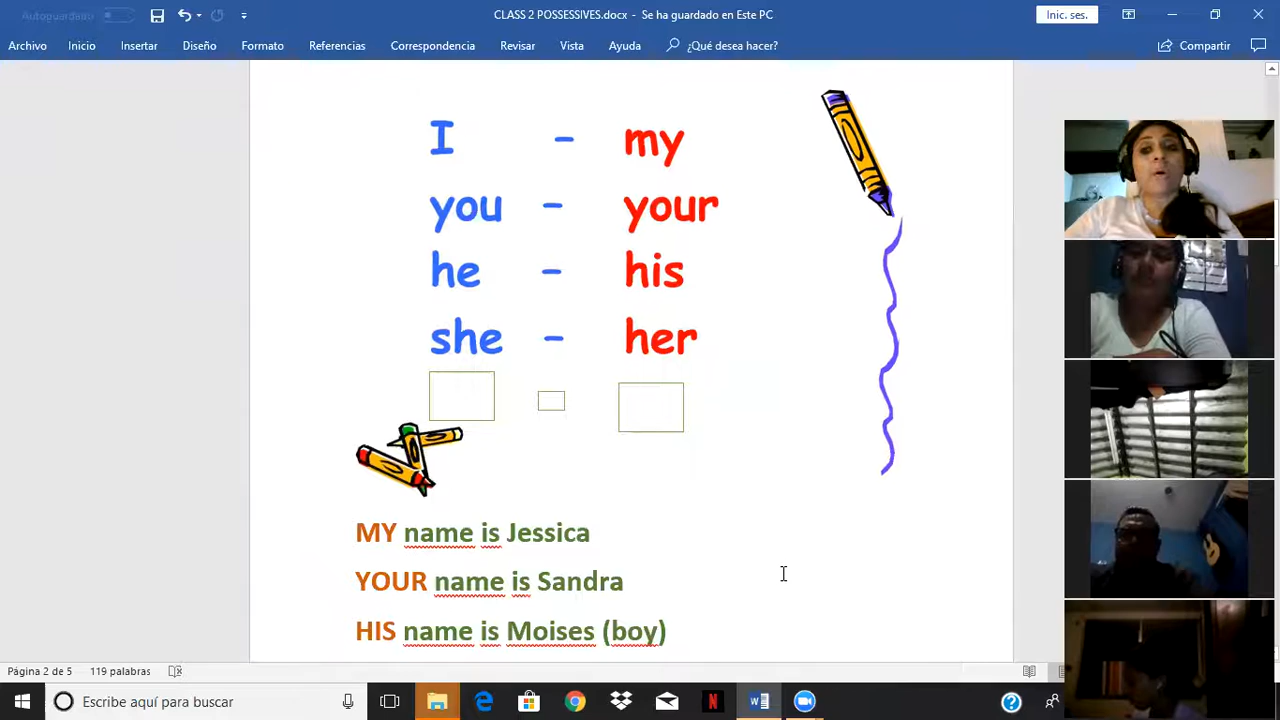 Autoguardado
CLASS 2 POSSESSIVES.docx - Se ha guardado en Este PC
Inic. ses.
Archivo Inicio Insertar Diseño Formato Referencias Correspondencia Revisar Vista Ayuda ¿Qué desea hacer? Compartir
I - my
you - your
he - his
she - her
MY name is Jessica
YOUR name is Sandra
HIS name is Moises (boy)
Página 2 de 5 119 palabras
Escribe aquí para buscar